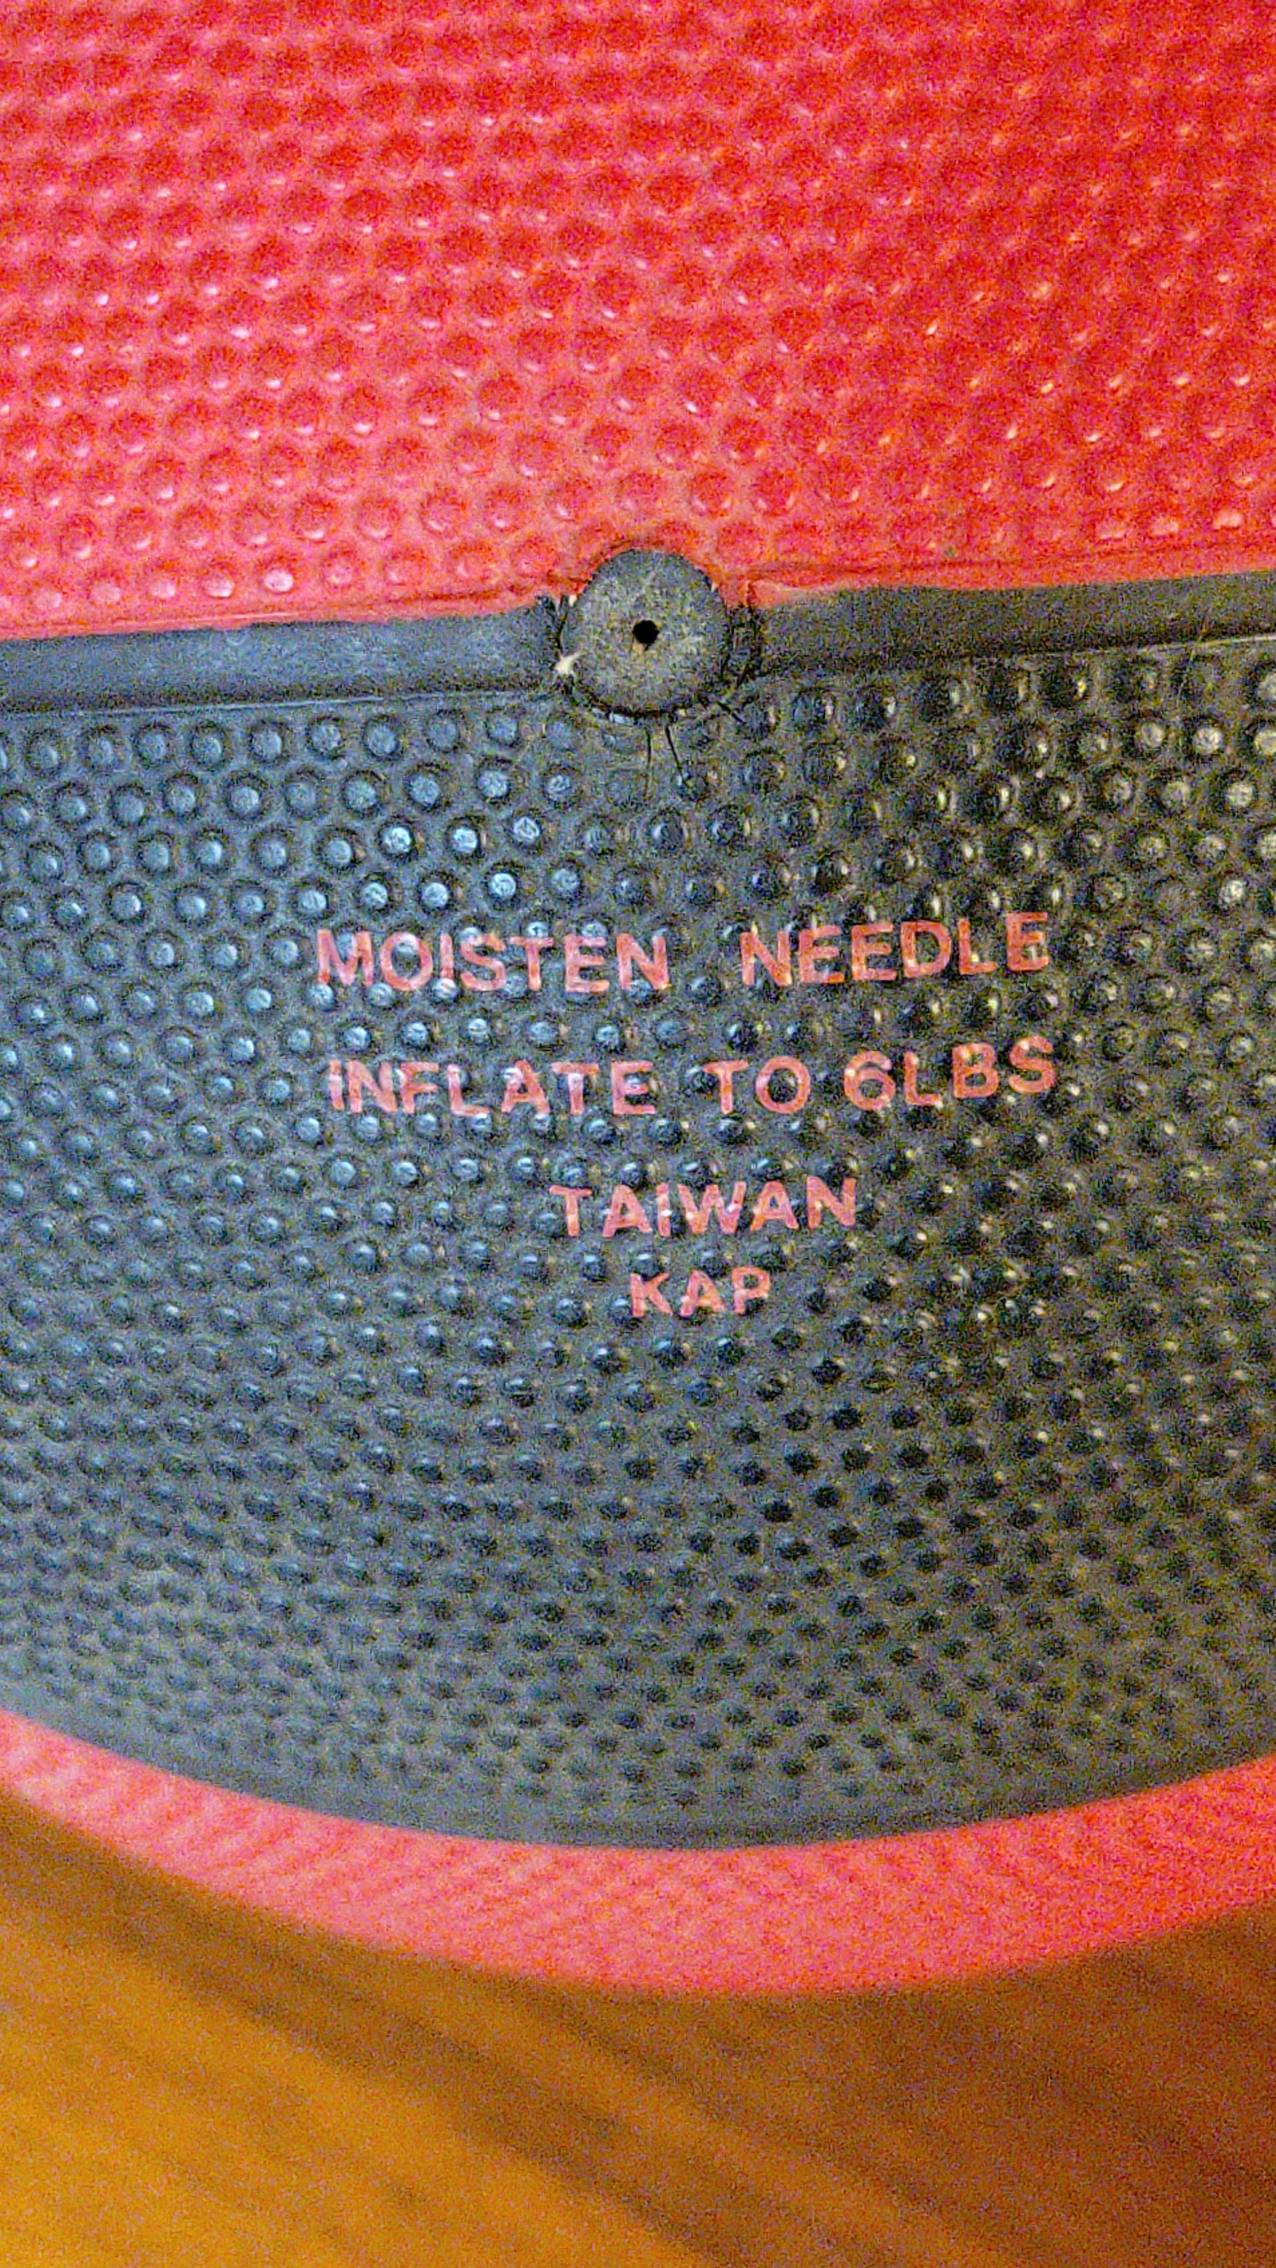 MOISTEN NEEDLE
INFLATE TO 6LBS
TAIWAN
KAP